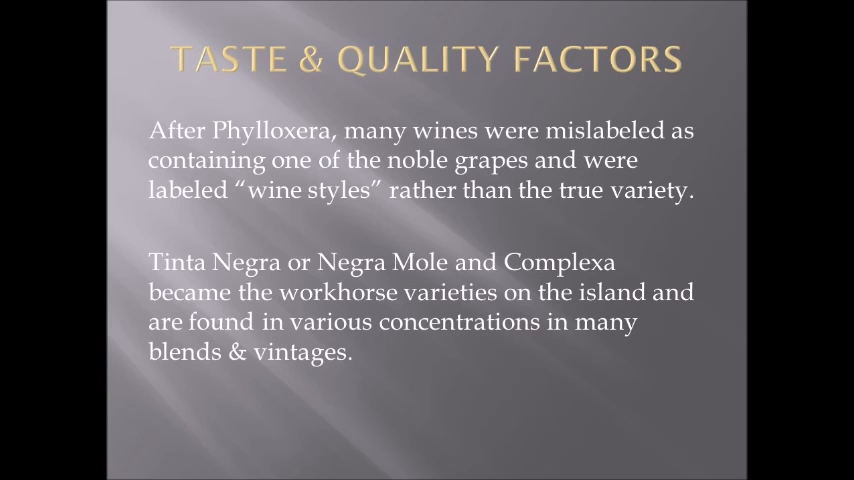 TASTE & QUALITY FACTORS
After Phylloxera, many wines were mislabeled as
containing one of the noble grapes and were
labeled “wine styles” rather than the true variety.
Tinta Negra or Negra Mole and Complexa
became the workhorse varieties on the island and
are found in various concentrations in many
blends & vintages.